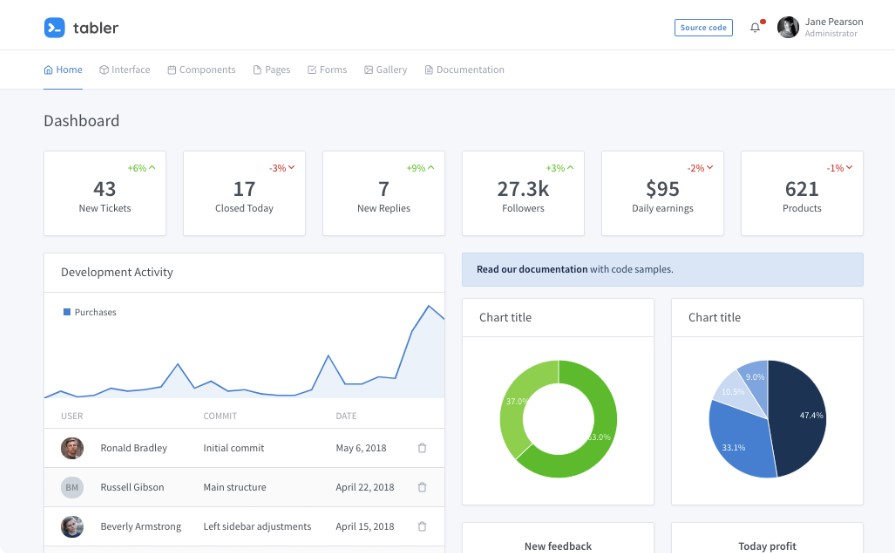 tabler
Source code
Jane Pearson
Administrator
Home Interface Components Pages Forms Gallery Documentation
Dashboard
+6%
43
New Tickets
-3%
17
Closed Today
+9%
7
New Replies
+3%
27.3k
Followers
-2%
$95
Daily earnings
-1%
621
Products
Development Activity
Purchases
USER COMMIT DATE
Ronald Bradley Initial commit May 6, 2018
BM Russell Gibson Main structure April 22, 2018
Beverly Armstrong Left sidebar adjustments April 15, 2018
Read our documentation with code samples.
Chart title
37.0%
63.0%
Chart title
9.0%
10.5%
47.4%
33.1%
New feedback
Today profit